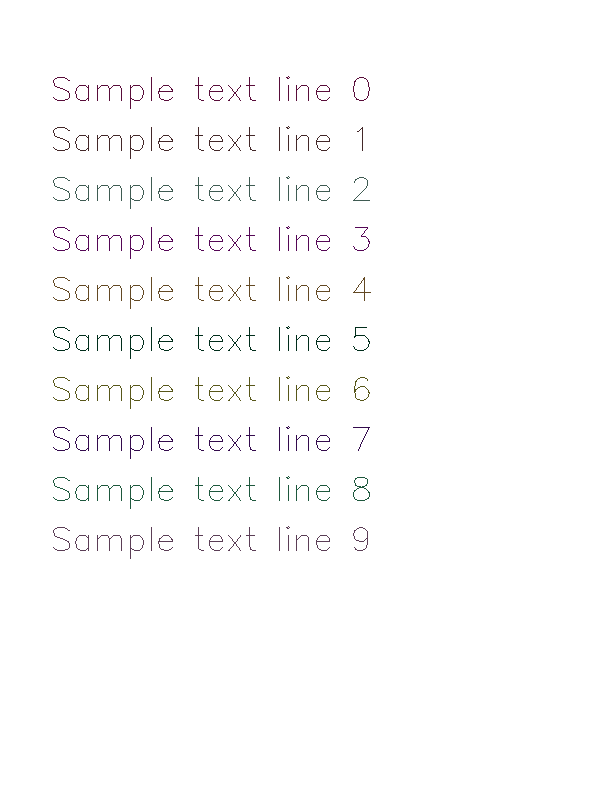 Sample text line 0
Sample text line 1
Sample text line 2
Sample text line 3
Sample text line 4
Sample text line 5
Sample text line 6
Sample text line 7
Sample text line 8
Sample text line 9